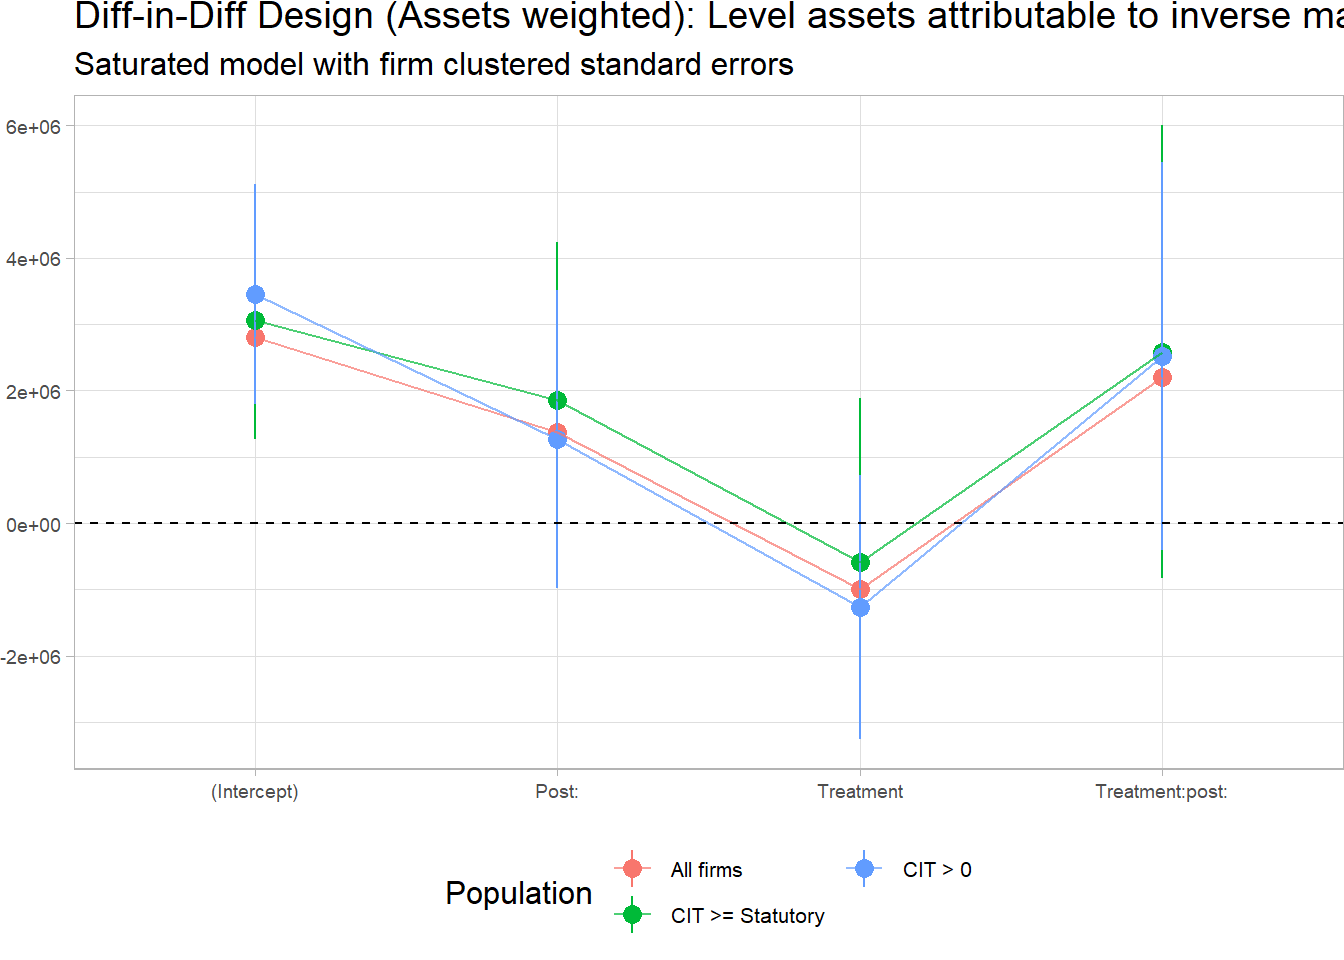 Diff-in-Diff Design (Assets weighted): Level assets attributable to inverse
Saturated model with firm clustered standard errors
6e+06
4e+06
2e+06
0e+00
-2e+06
(Intercept) Post: Treatment Treatment:post:
Population
All firms
CIT > 0
CIT >= Statutory